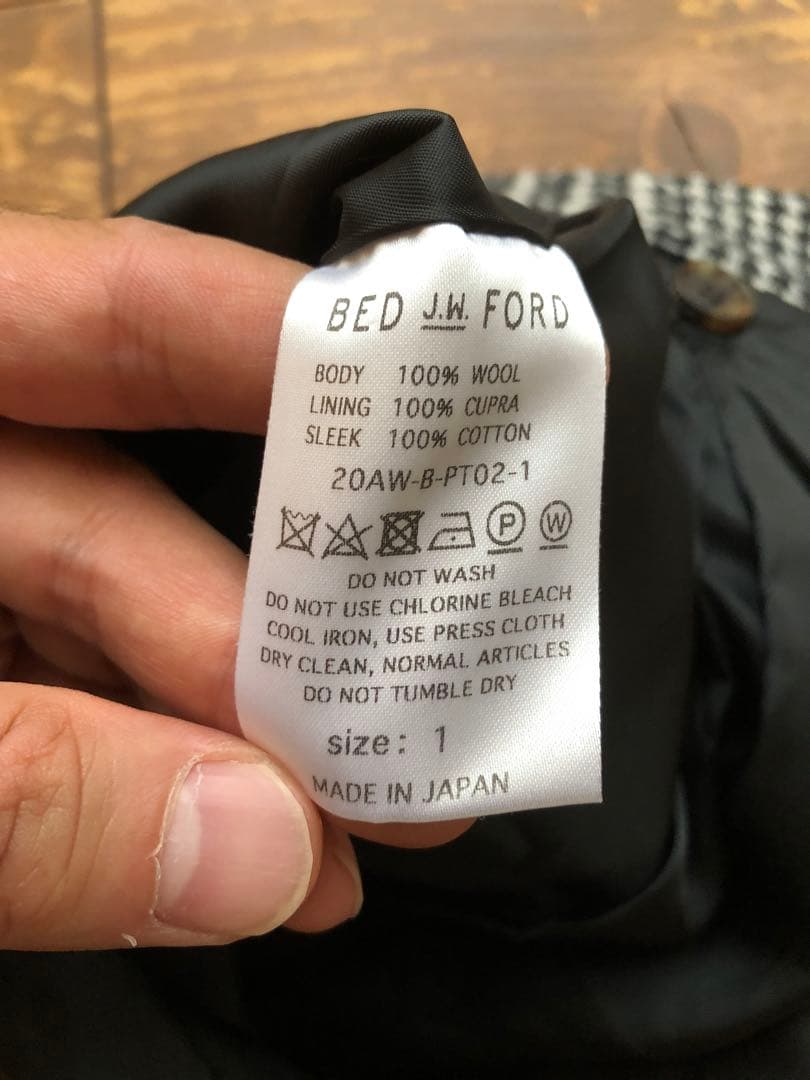 BED J.W. FORD
BODY 100% WOOL
LINING 100% CUPRA
SLEEK 100% COTTON
20AW-B-PT02-1
P W
DO NOT WASH
DO NOT USE CHLORINE BLEACH
COOL IRON, USE PRESS CLOTH
DRY CLEAN, NORMAL ARTICLES
DO NOT TUMBLE DRY
size: 1
MADE IN JAPAN